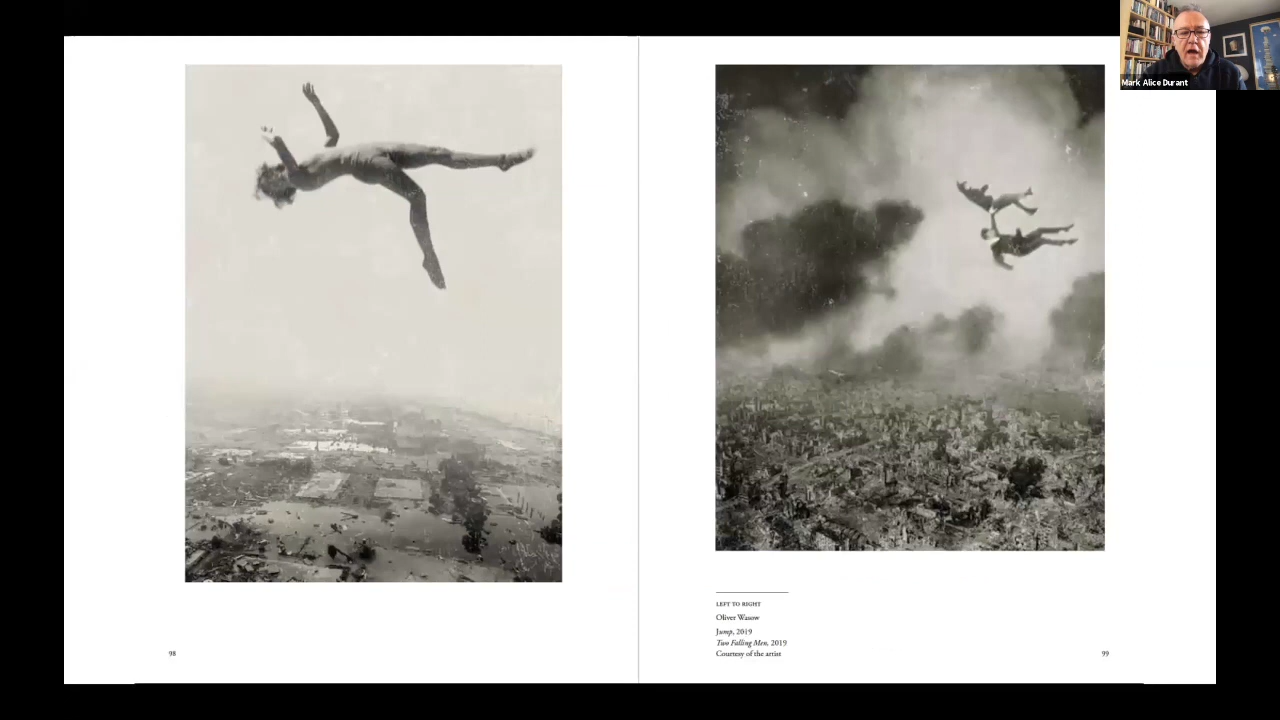 Mark Alice Durant
LEFT TO RIGHT
Oliver Wasow
Jump, 2019
Two Falling Men, 2019
Courtesy of the artist
98
99